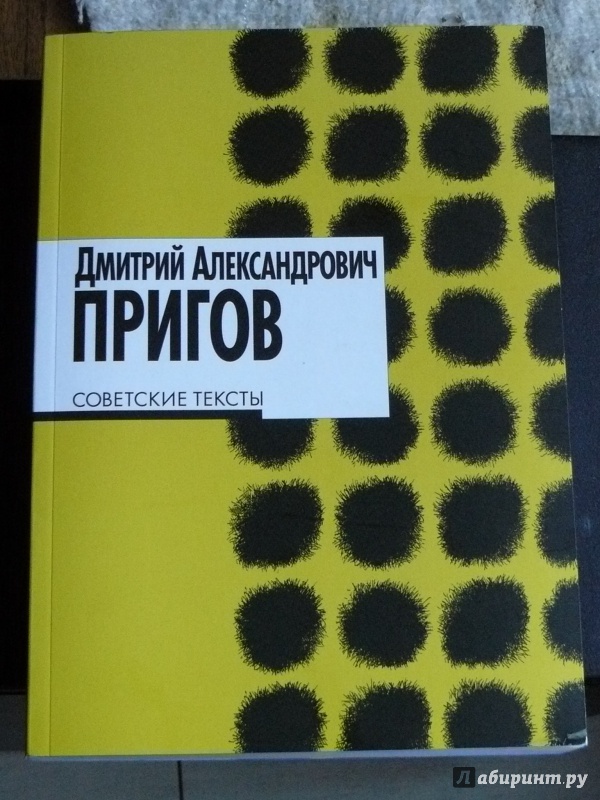 Дмитрий Александрович
ПРИГОВ
СОВЕТСКИЕ ТЕКСТЫ
Лабиринт.ру